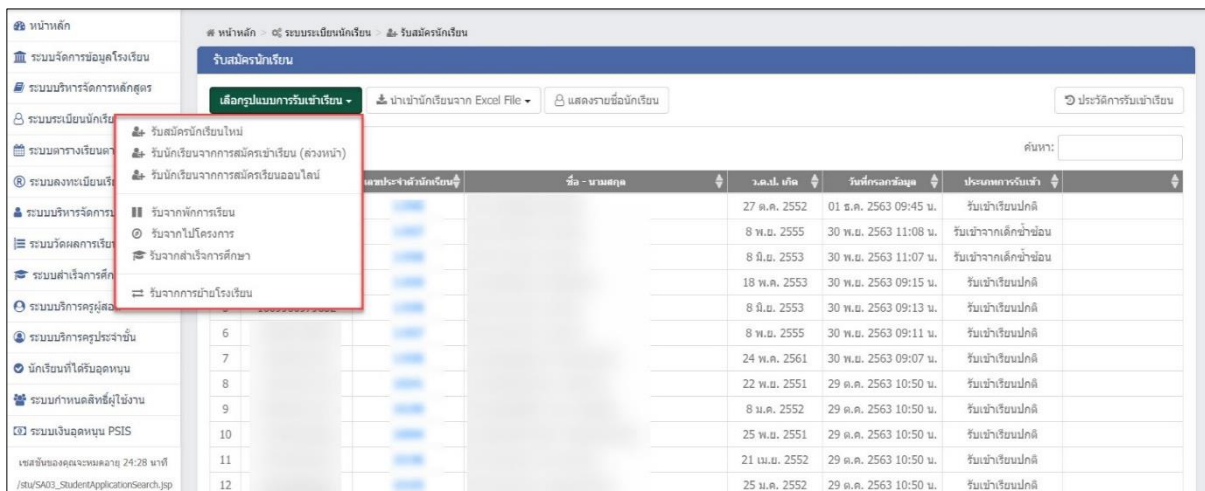 หน้าหลัก
ระบบจัดการข้อมูลโรงเรียน
ระบบบริหารจัดการหลักสูตร
ระบบระเบียนนักเรีย
ระบบตารางเรียนตา
ระบบลงทะเบียนเรีย
ระบบบริหารจัดการ
ระบบวัดผลการเรีย
ระบบสำเร็จการศึก
ระบบบริการครูผู้สอ
ระบบบริการครูประจำชั้น
นักเรียนที่ได้รับอุดหนุน
ระบบกำหนดสิทธิ์ผู้ใช้งาน
ระบบเงินอุดหนุน PSIS
เซสชันของคุณจะหมดอายุ 24:28 นาที
/stu/SA03_StudentApplicationSearch.jsp
หน้าหลัก > ระบบระเบียนนักเรียน > รับสมัครนักเรียน
รับสมัครนักเรียน
เลือกรูปแบบการรับเข้าเรียน นำเข้านักเรียนจาก Excel File แสดงรายชื่อนักเรียน ประวัติการรับเข้าเรียน
รับสมัครนักเรียนใหม่
รับนักเรียนจากการสมัครเข้าเรียน (ล่วงหน้า)
รับนักเรียนจากการสมัครเรียนออนไลน์
รับจากพักการเรียน
รับจากไปโครงการ
รับจากสำเร็จการศึกษา
รับจากการย้ายโรงเรียน
ค้นหา:
เลขประจำตัวนักเรียน ชื่อ - นามสกุล ว.ด.ป. เกิด วันที่กรอกข้อมูล ประเภทการรับเข้า
27 ต.ค. 2552 01 ธ.ค. 2563 09:45 น. รับเข้าเรียนปกติ
8 พ.ย. 2555 30 พ.ย. 2563 11:08 น. รับเข้าจากเด็กซ้ำซ้อน
8 มิ.ย. 2553 30 พ.ย. 2563 11:07 น. รับเข้าจากเด็กซ้ำซ้อน
18 พ.ค. 2553 30 พ.ย. 2563 09:15 น. รับเข้าเรียนปกติ
8 มิ.ย. 2553 30 พ.ย. 2563 09:13 น. รับเข้าเรียนปกติ
6 8 พ.ย. 2555 30 พ.ย. 2563 09:11 น. รับเข้าเรียนปกติ
7 24 พ.ค. 2561 30 พ.ย. 2563 09:07 น. รับเข้าเรียนปกติ
8 22 พ.ย. 2551 29 ต.ค. 2563 10:50 น. รับเข้าเรียนปกติ
9 8 ม.ค. 2552 29 ต.ค. 2563 10:50 น. รับเข้าเรียนปกติ
10 25 พ.ย. 2551 29 ต.ค. 2563 10:50 น. รับเข้าเรียนปกติ
11 21 เม.ย. 2552 29 ต.ค. 2563 10:50 น. รับเข้าเรียนปกติ
12 25 ม.ค. 2552 29 ต.ค. 2563 10:50 น. รับเข้าเรียนปกติ